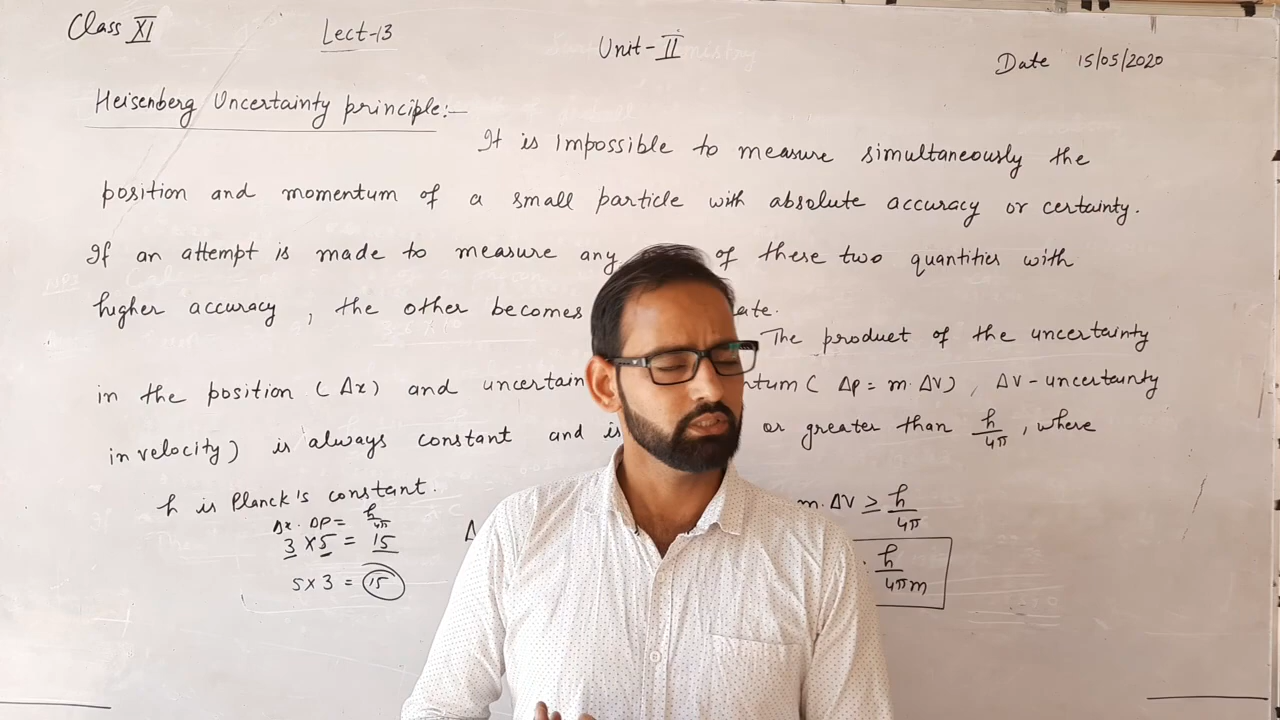 Class XI
Lect-13
Unit-II
Date 15/05/2020
Heisenberg Uncertainty principle:-
It is Impossible to measure simultaneously the
position and momentum of a small particle with absolute accuracy or certainty.
If an attempt is made to measure any of these two quantities with
higher accuracy, the other becomes ate.
The product of the uncertainty
in the position (Δx) and uncertain ntum (Δp = m.ΔV), ΔV-uncertainty
in velocity) is always constant and is or greater than h/4π, where
h is Planck's constant.
Δx. Δp = h/4π
3 × 5 = 15
5 × 3 = 15
Δ m.ΔV ≥ h/4π
h/4πm